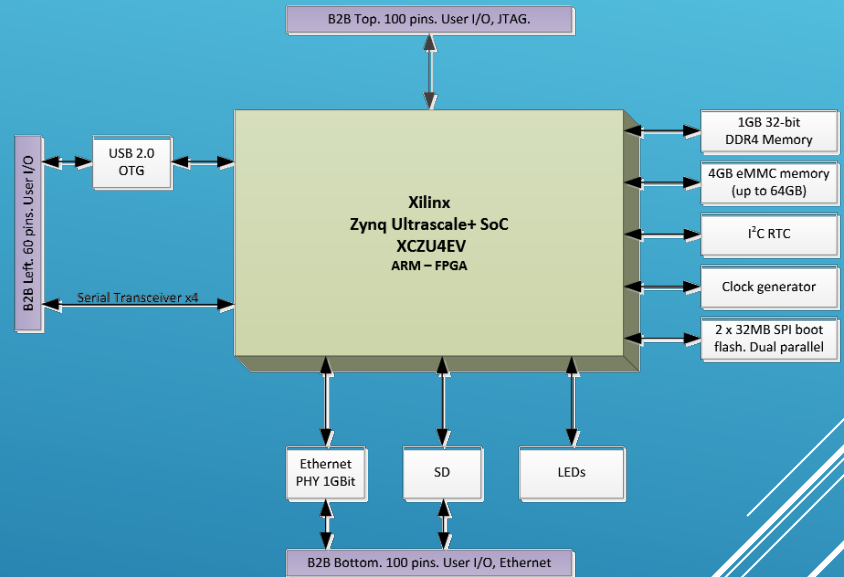 B2B Top. 100 pins. User I/O, JTAG.
B2B Left. 60 pins. User I/O
USB 2.0
OTG
Serial Transceiver x4
Xilinx
Zynq Ultrascale+ SoC
XCZU4EV
ARM – FPGA
1GB 32-bit
DDR4 Memory
4GB eMMC memory
(up to 64GB)
I²C RTC
Clock generator
2 x 32MB SPI boot
flash. Dual parallel
Ethernet
PHY 1GBit
SD
LEDs
B2B Bottom. 100 pins. User I/O, Ethernet